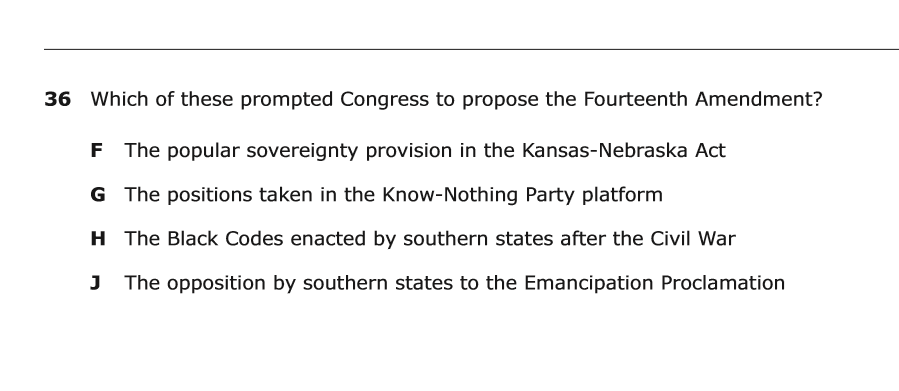 36 Which of these prompted Congress to propose the Fourteenth Amendment?
F The popular sovereignty provision in the Kansas-Nebraska Act
G The positions taken in the Know-Nothing Party platform
H The Black Codes enacted by southern states after the Civil War
J The opposition by southern states to the Emancipation Proclamation